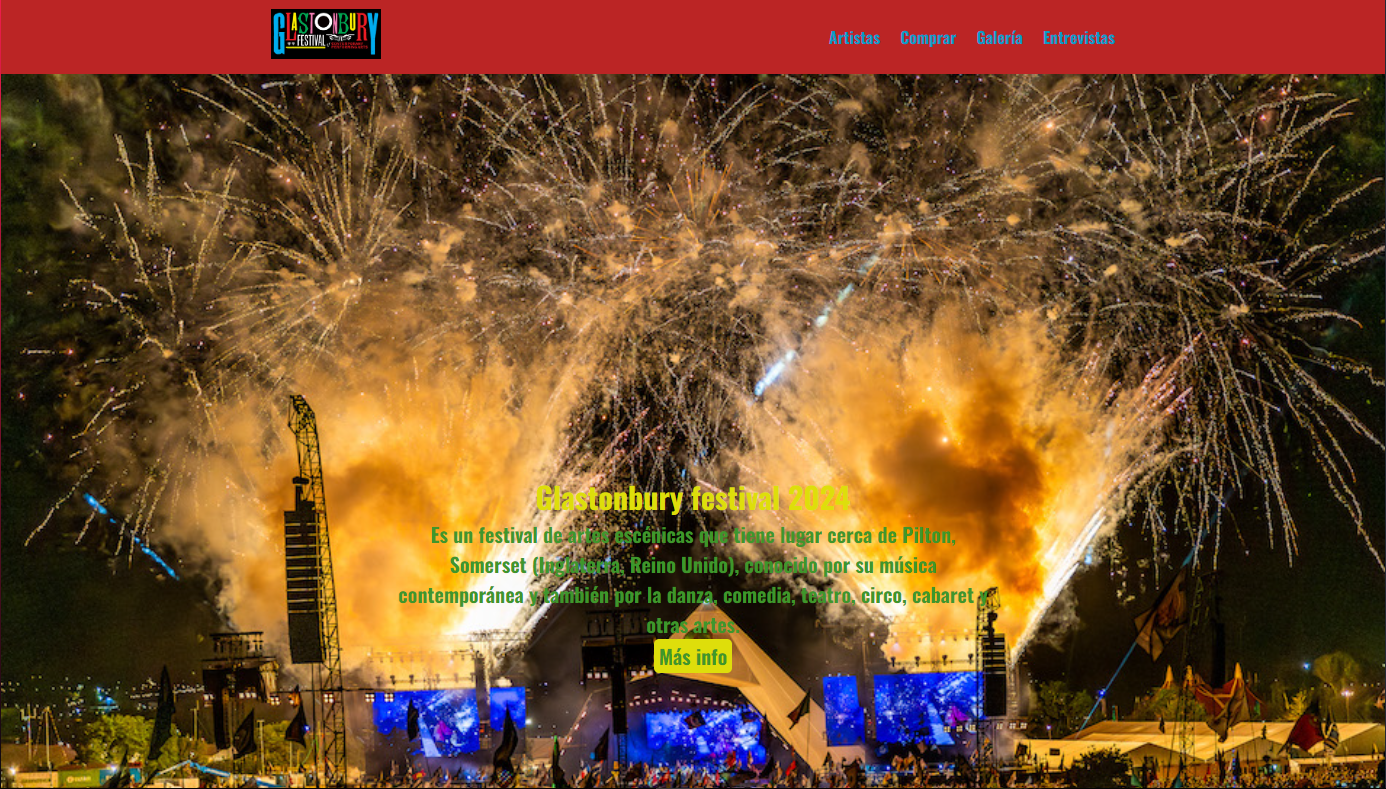 GLASTONBURY
FESTIVAL
Artistas Comprar Galería Entrevistas
Glastonbury festival 2024
Es un festival de artes escénicas que tiene lugar cerca de Pilton,
Somerset (Inglaterra, Reino Unido), conocido por su música
contemporánea y también por la danza, comedia, teatro, circo, cabaret y
otras artes.
Más info